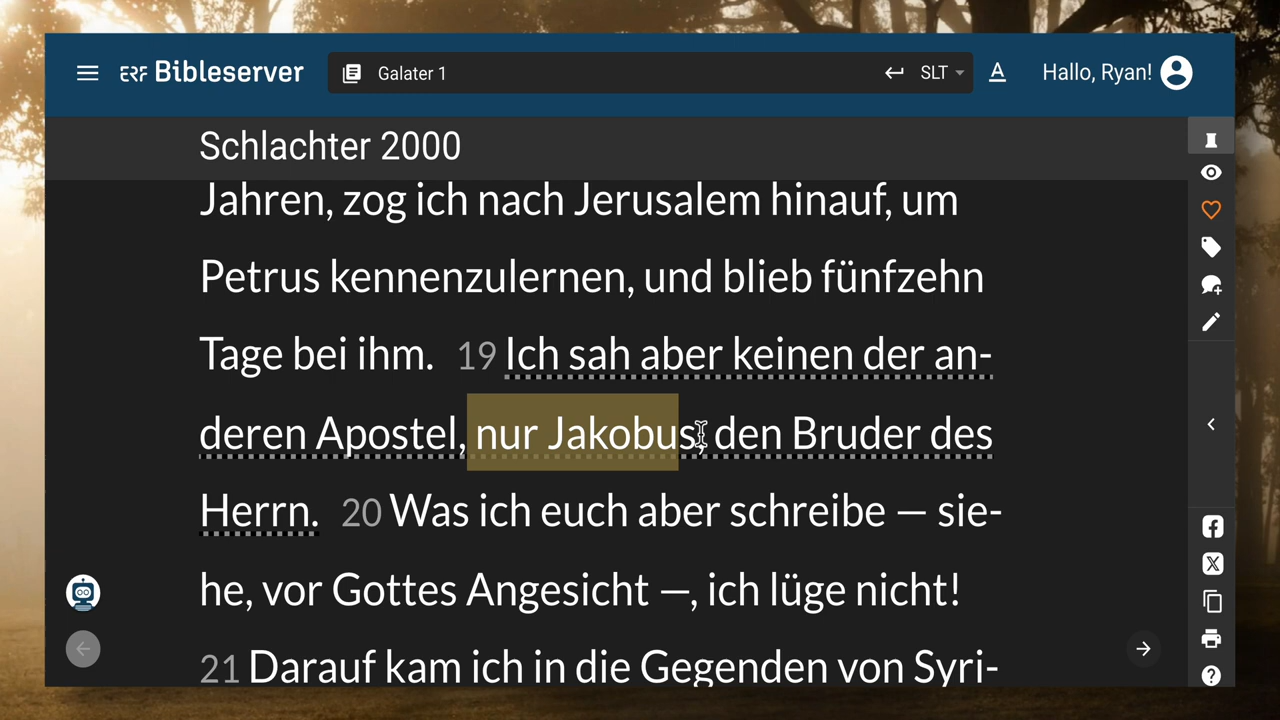 ERF Bibleserver
Galater 1
SLT
A
Hallo, Ryan!
Schlachter 2000
Jahren, zog ich nach Jerusalem hinauf, um
Petrus kennenzulernen, und blieb fünfzehn
Tage bei ihm. 19 Ich sah aber keinen der an-
deren Apostel, nur Jakobus, den Bruder des
Herrn. 20 Was ich euch aber schreibe — sie-
he, vor Gottes Angesicht —, ich lüge nicht!
21 Darauf kam ich in die Gegenden von Syri-